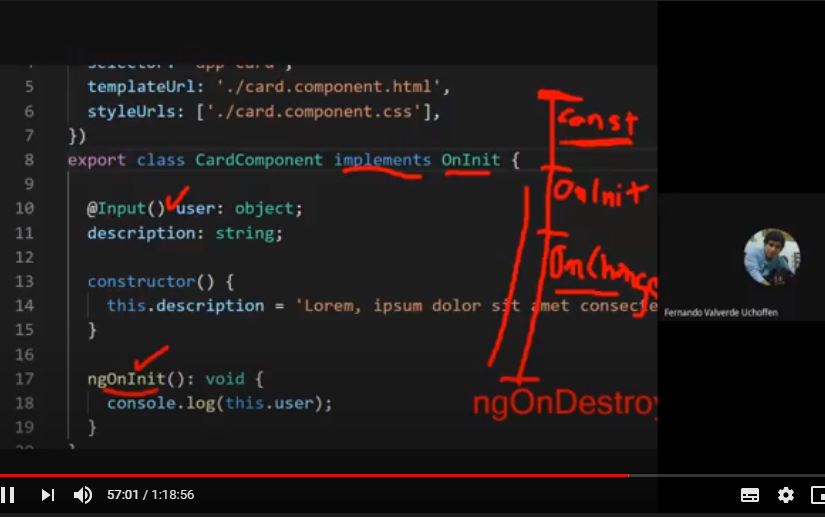 4 selector: 'app-card',
5 templateUrl: './card.component.html',
6 styleUrls: ['./card.component.css'],
7 })
8 export class CardComponent implements OnInit {
9
10 @Input() user: object;
11 description: string;
12
13 constructor() {
14 this.description = 'Lorem, ipsum dolor sit amet consecte
15 }
16
17 ngOnInit(): void {
18 console.log(this.user);
19 }
20 }
const
OnInit
OnChange
ngOnDestroy
Fernando Valverde Uchoffen
57:01 / 1:18:56